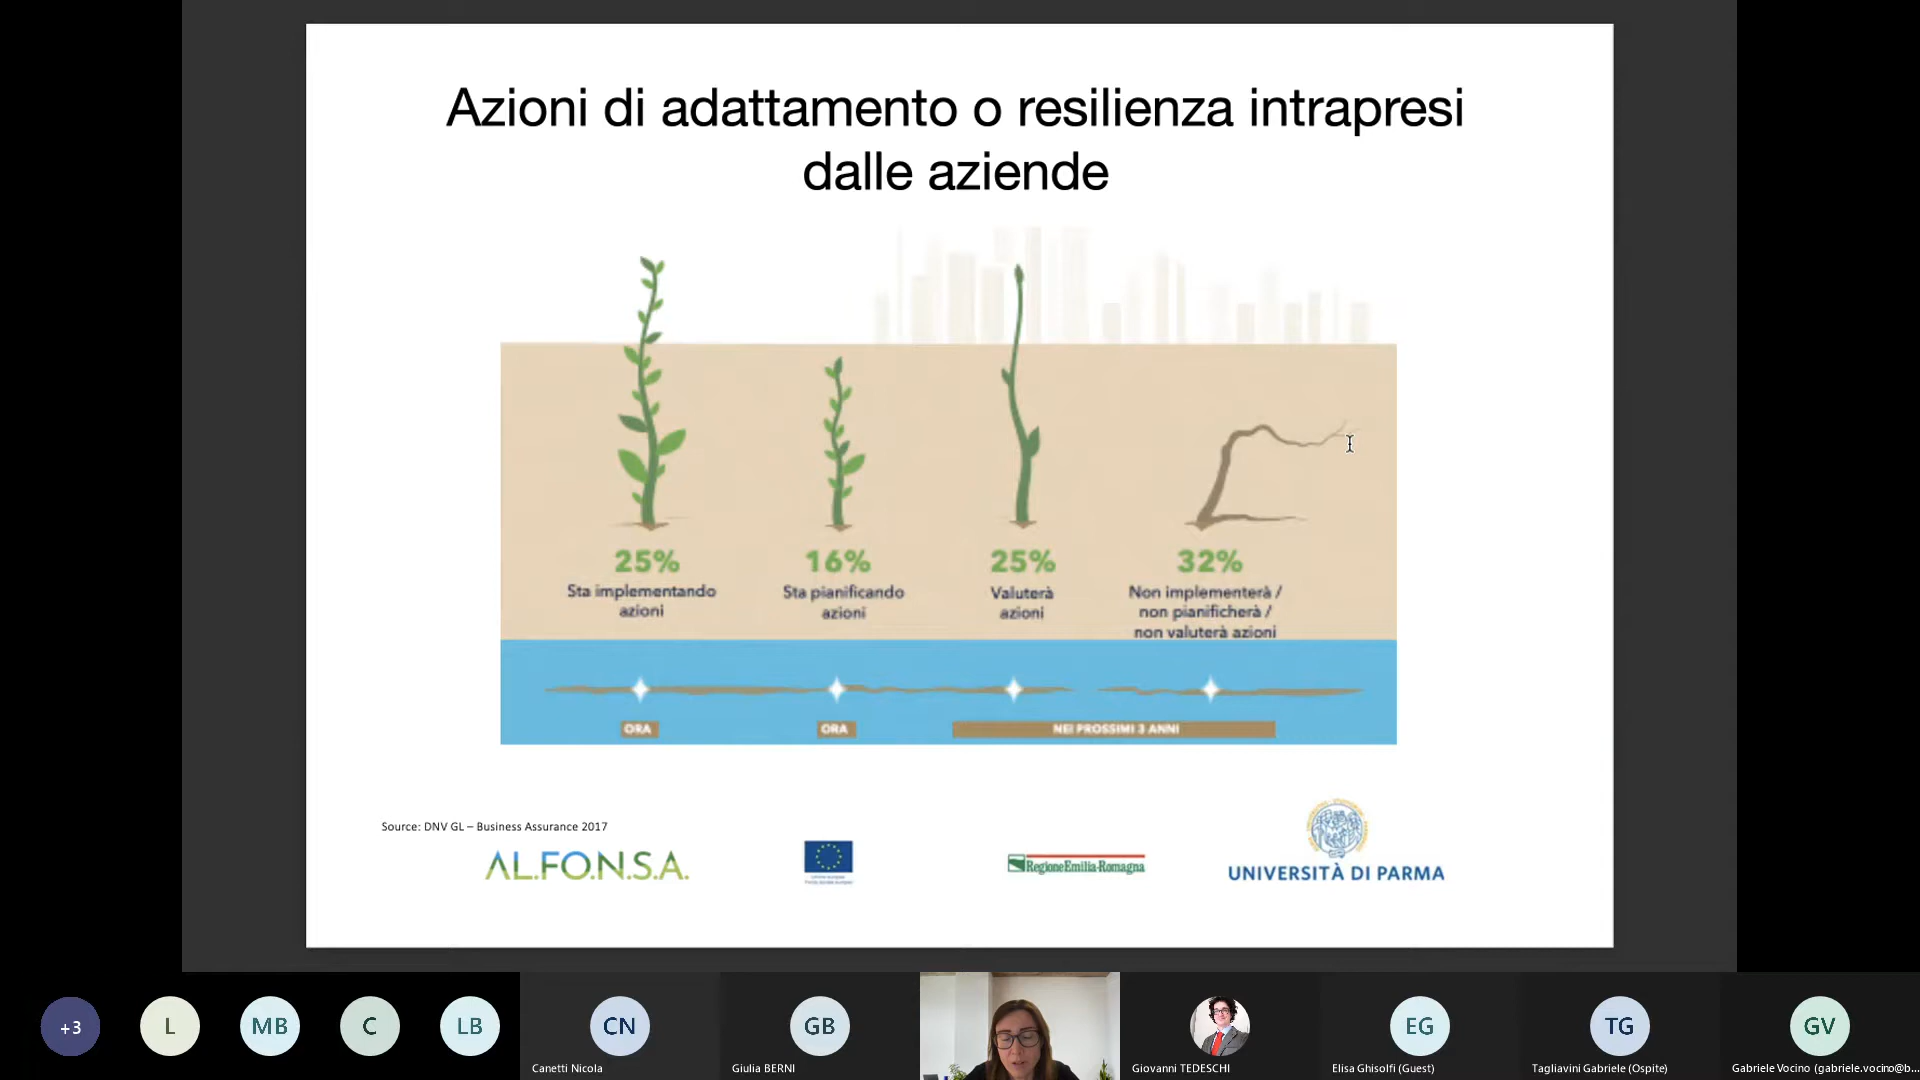 Azioni di adattamento o resilienza intrapresi
dalle aziende
25%
Sta implementando
azioni
16%
Sta pianificando
azioni
25%
Valuterà
azioni
32%
Non implementerà /
non pianificherà /
non valuterà azioni
ORA
ORA
NEI PROSSIMI 3 ANNI
Source: DNV GL – Business Assurance 2017
AL.FO.N.S.A.
RegioneEmilia-Romagna
UNIVERSITÀ DI PARMA
+3
L
MB
C
LB
CN
GB
EG
TG
GV
Canetti Nicola
Giulia BERNI
Giovanni TEDESCHI
Elisa Ghisolfi (Guest)
Tagliavini Gabriele (Ospite)
Gabriele Vocino (gabriele.vocino@b...